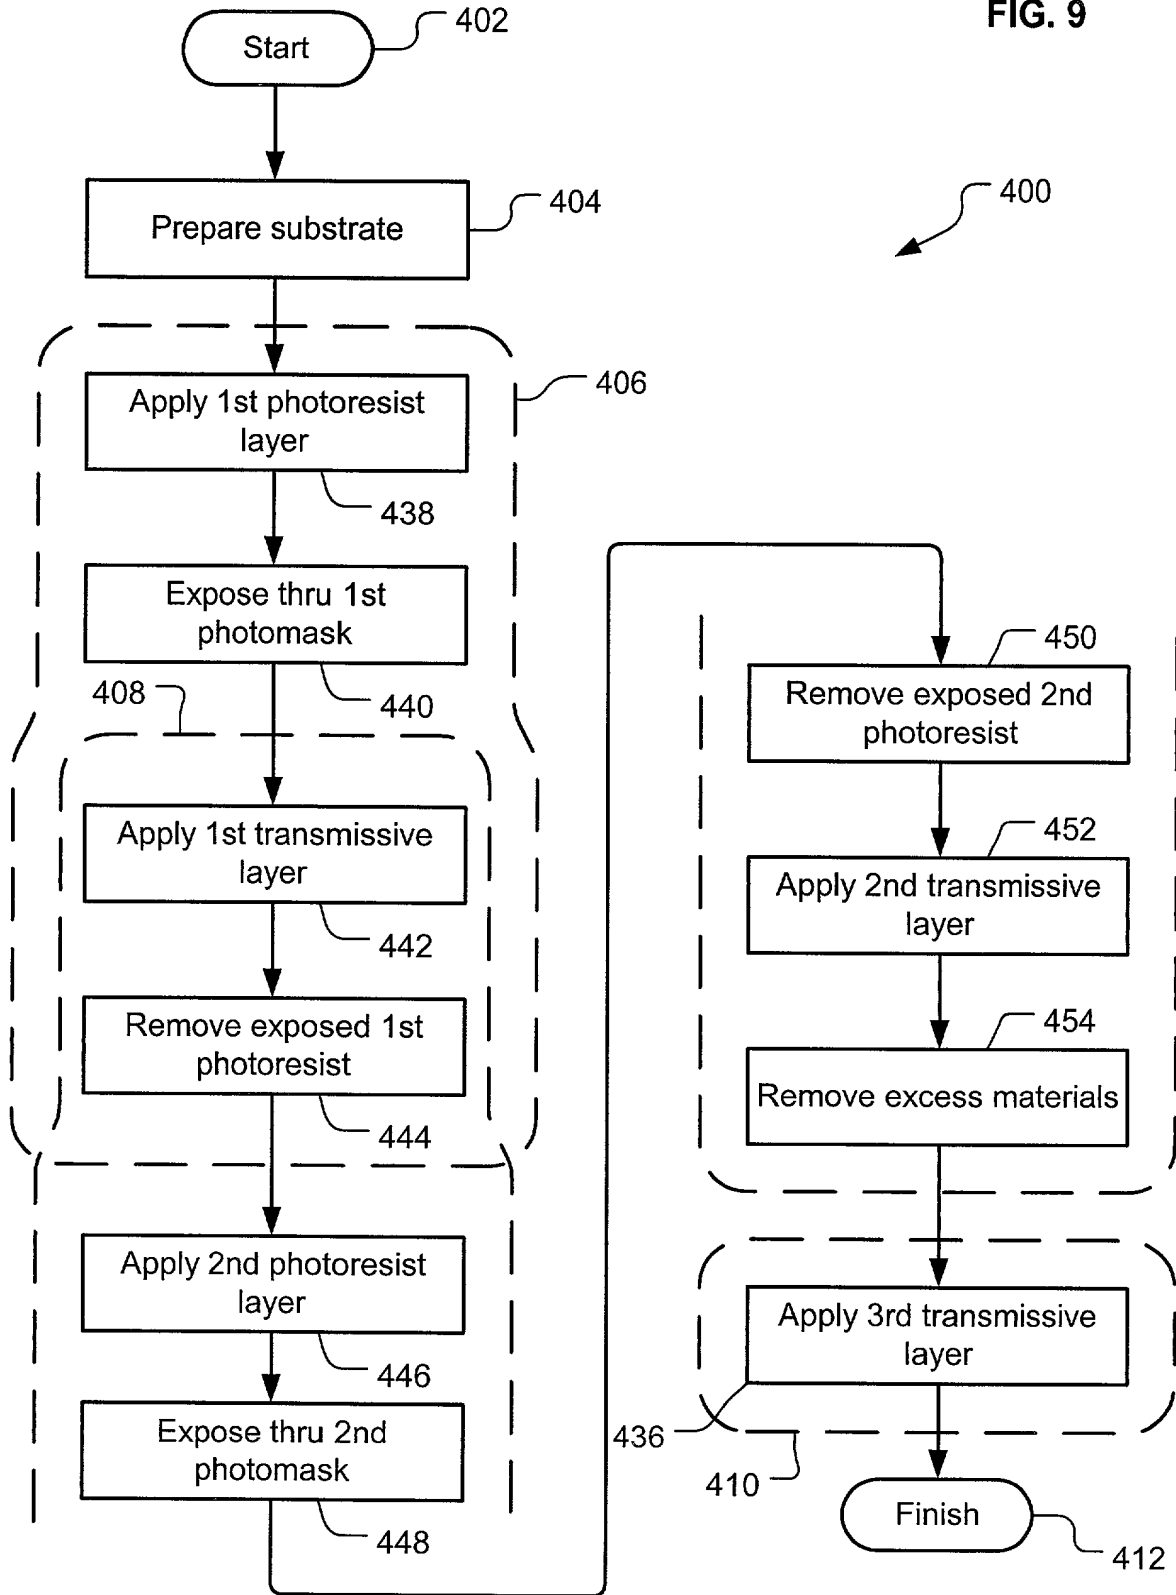 FIG. 9
Start
402
Prepare substrate
404
400
406
Apply 1st photoresist
layer
438
Expose thru 1st
photomask
440
408
Apply 1st transmissive
layer
442
Remove exposed 1st
photoresist
444
Apply 2nd photoresist
layer
446
Expose thru 2nd
photomask
448
450
Remove exposed 2nd
photoresist
452
Apply 2nd transmissive
layer
454
Remove excess materials
Apply 3rd transmissive
layer
436
410
Finish
412